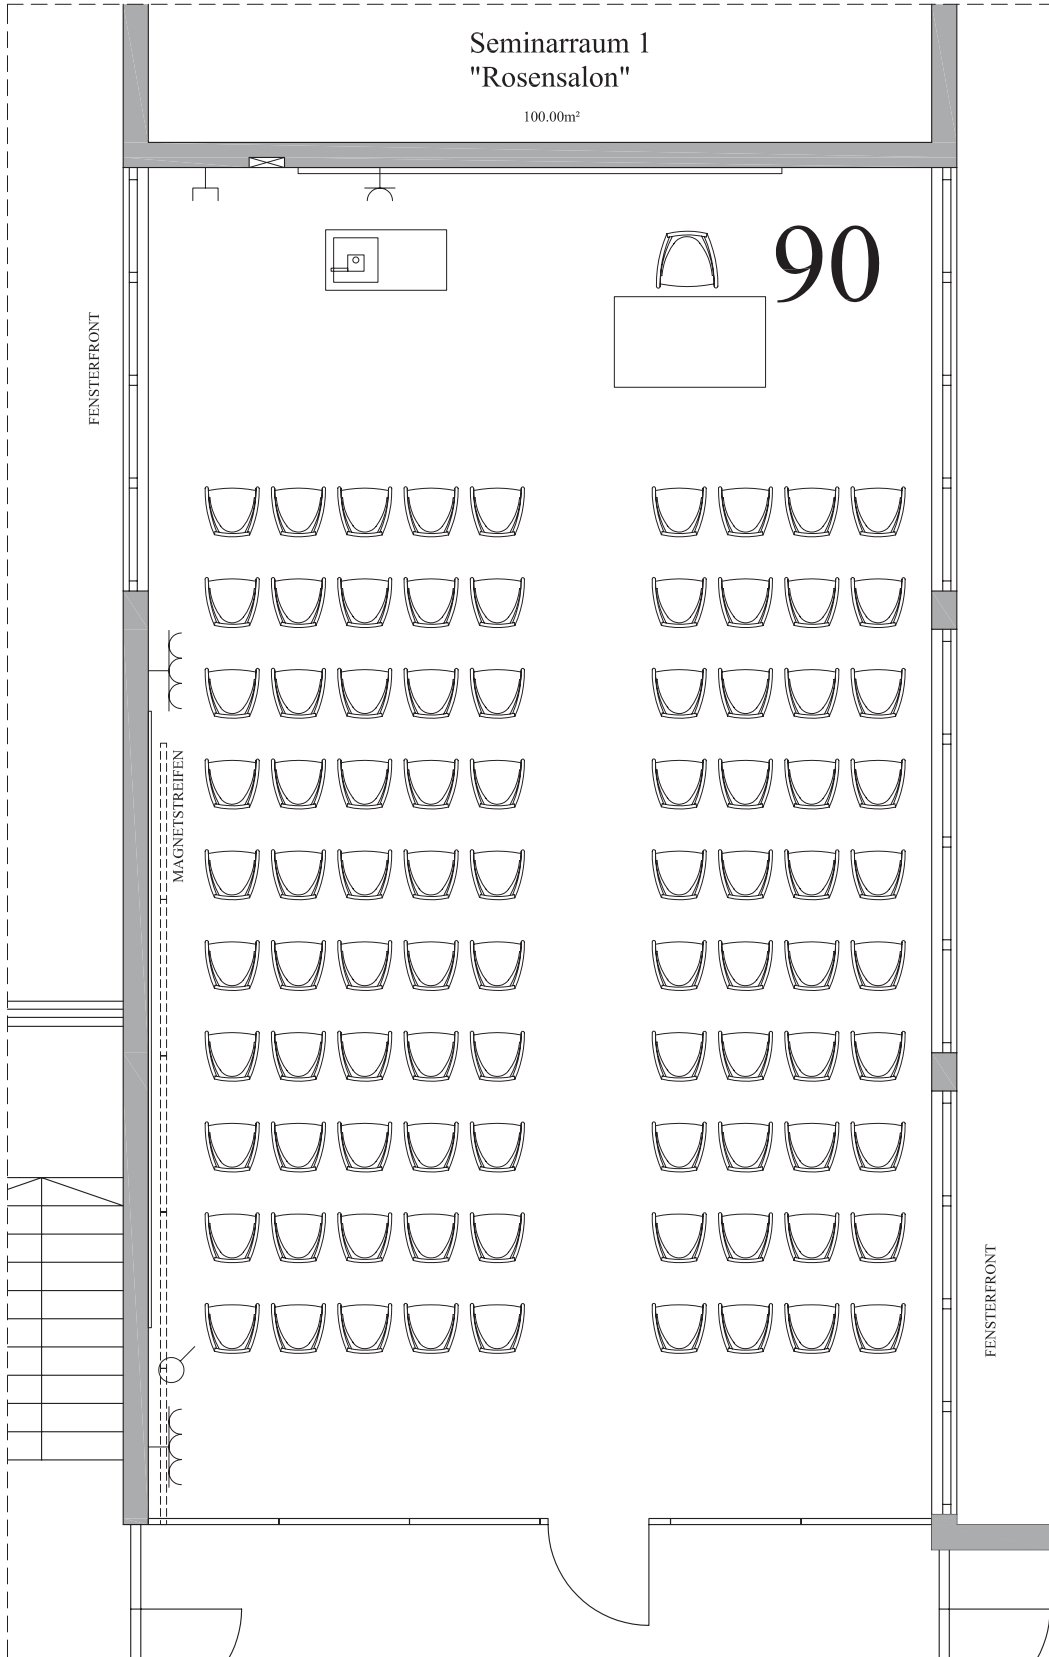 Seminarraum 1
"Rosensalon"
100.00m²
90
FENSTERFRONT
MAGNETSTREIFEN
FENSTERFRONT